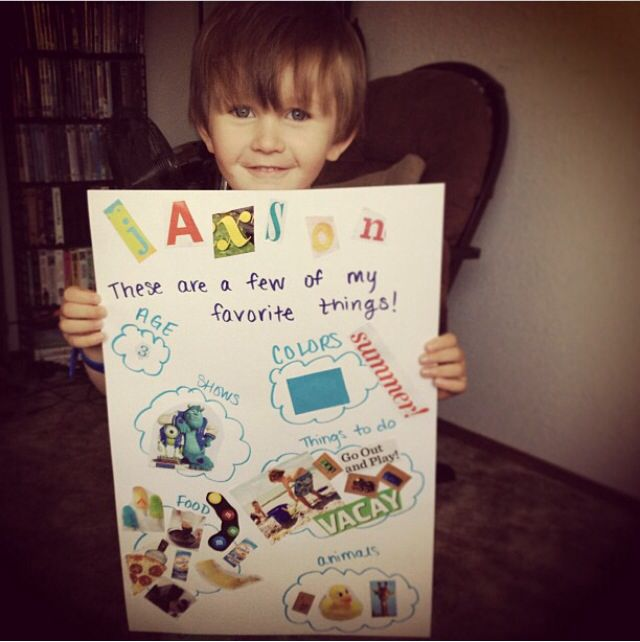 jAxson
These are a few of my
favorite things!
AGE
3
COLORS
summer!
SHOWS
Things to do
Go Out
and Play!
VACAY
FOOD
animals